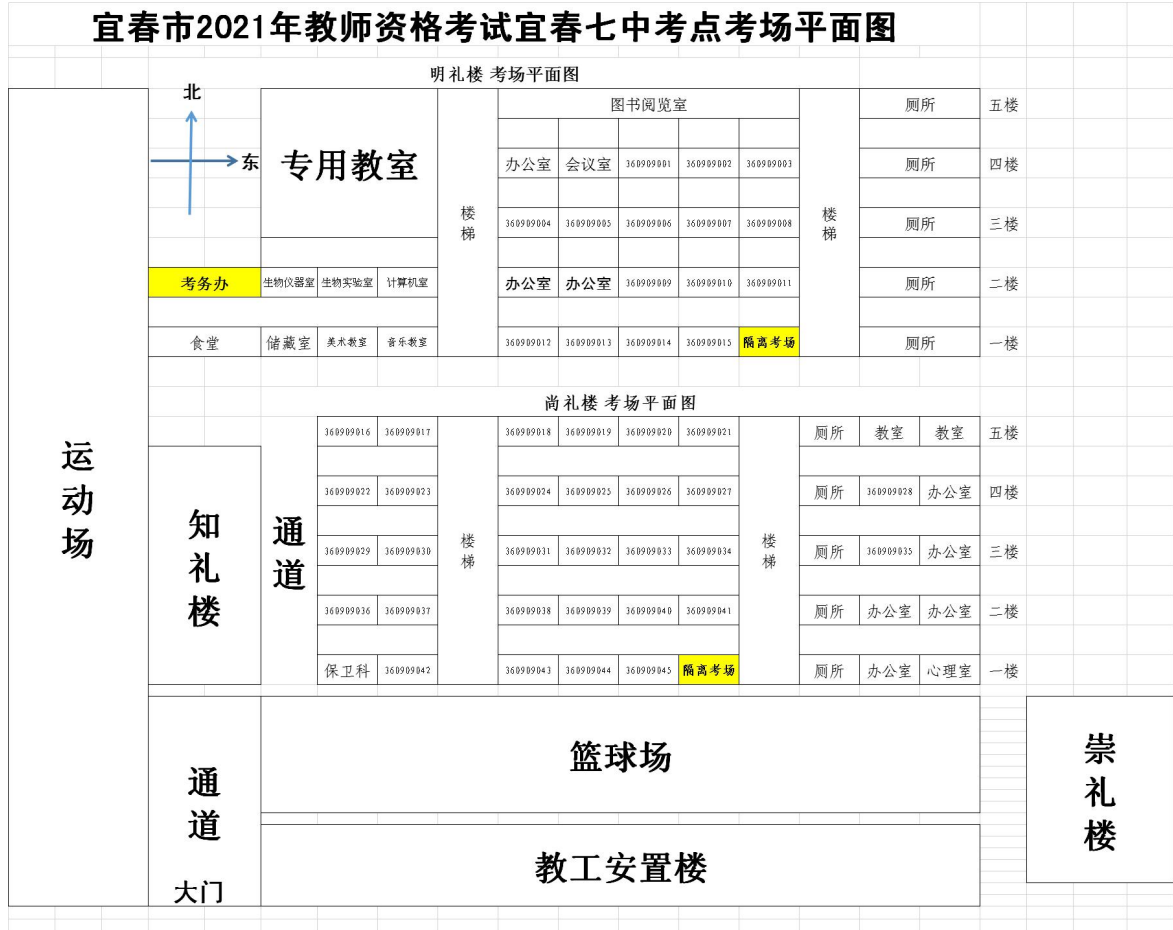 宜春市2021年教师资格考试宜春七中考点考场平面图
明礼楼 考场平面图
北
东
专用教室
楼梯
图书阅览室
楼梯
厕所 五楼
办公室 会议室 360909001 360909002 360909003 厕所 四楼
360909004 360909005 360909006 360909007 360909008 厕所 三楼
考务办 生物仪器室 生物实验室 计算机室 办公室 办公室 360909009 360909010 360909011 厕所 二楼
食堂 储藏室 美术教室 音乐教室 360909012 360909013 360909014 360909015 隔离考场 厕所 一楼
运动场
尚礼楼 考场平面图
知礼楼
通道
楼梯
楼梯
360909016 360909017 360909018 360909019 360909020 360909021 厕所 教室 教室 五楼
360909022 360909023 360909024 360909025 360909026 360909027 厕所 360909028 办公室 四楼
360909029 360909030 360909031 360909032 360909033 360909034 厕所 360909035 办公室 三楼
360909036 360909037 360909038 360909039 360909040 360909041 厕所 办公室 办公室 二楼
保卫科 360909042 360909043 360909044 360909045 隔离考场 厕所 办公室 心理室 一楼
通道
大门
篮球场
崇礼楼
教工安置楼